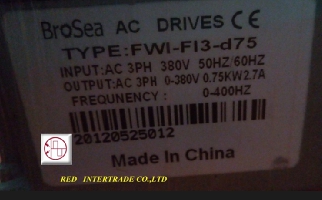 BroSea AC DRIVES CE
TYPE:FWI-FI3-d75
INPUT:AC 3PH 380V 50HZ/60HZ
OUTPUT:AC 3PH 0-380V 0.75KW2.7A
FREQUNENCY : 0-400HZ
20120525012
Made In China
RED INTERTRADE CO.,LTD